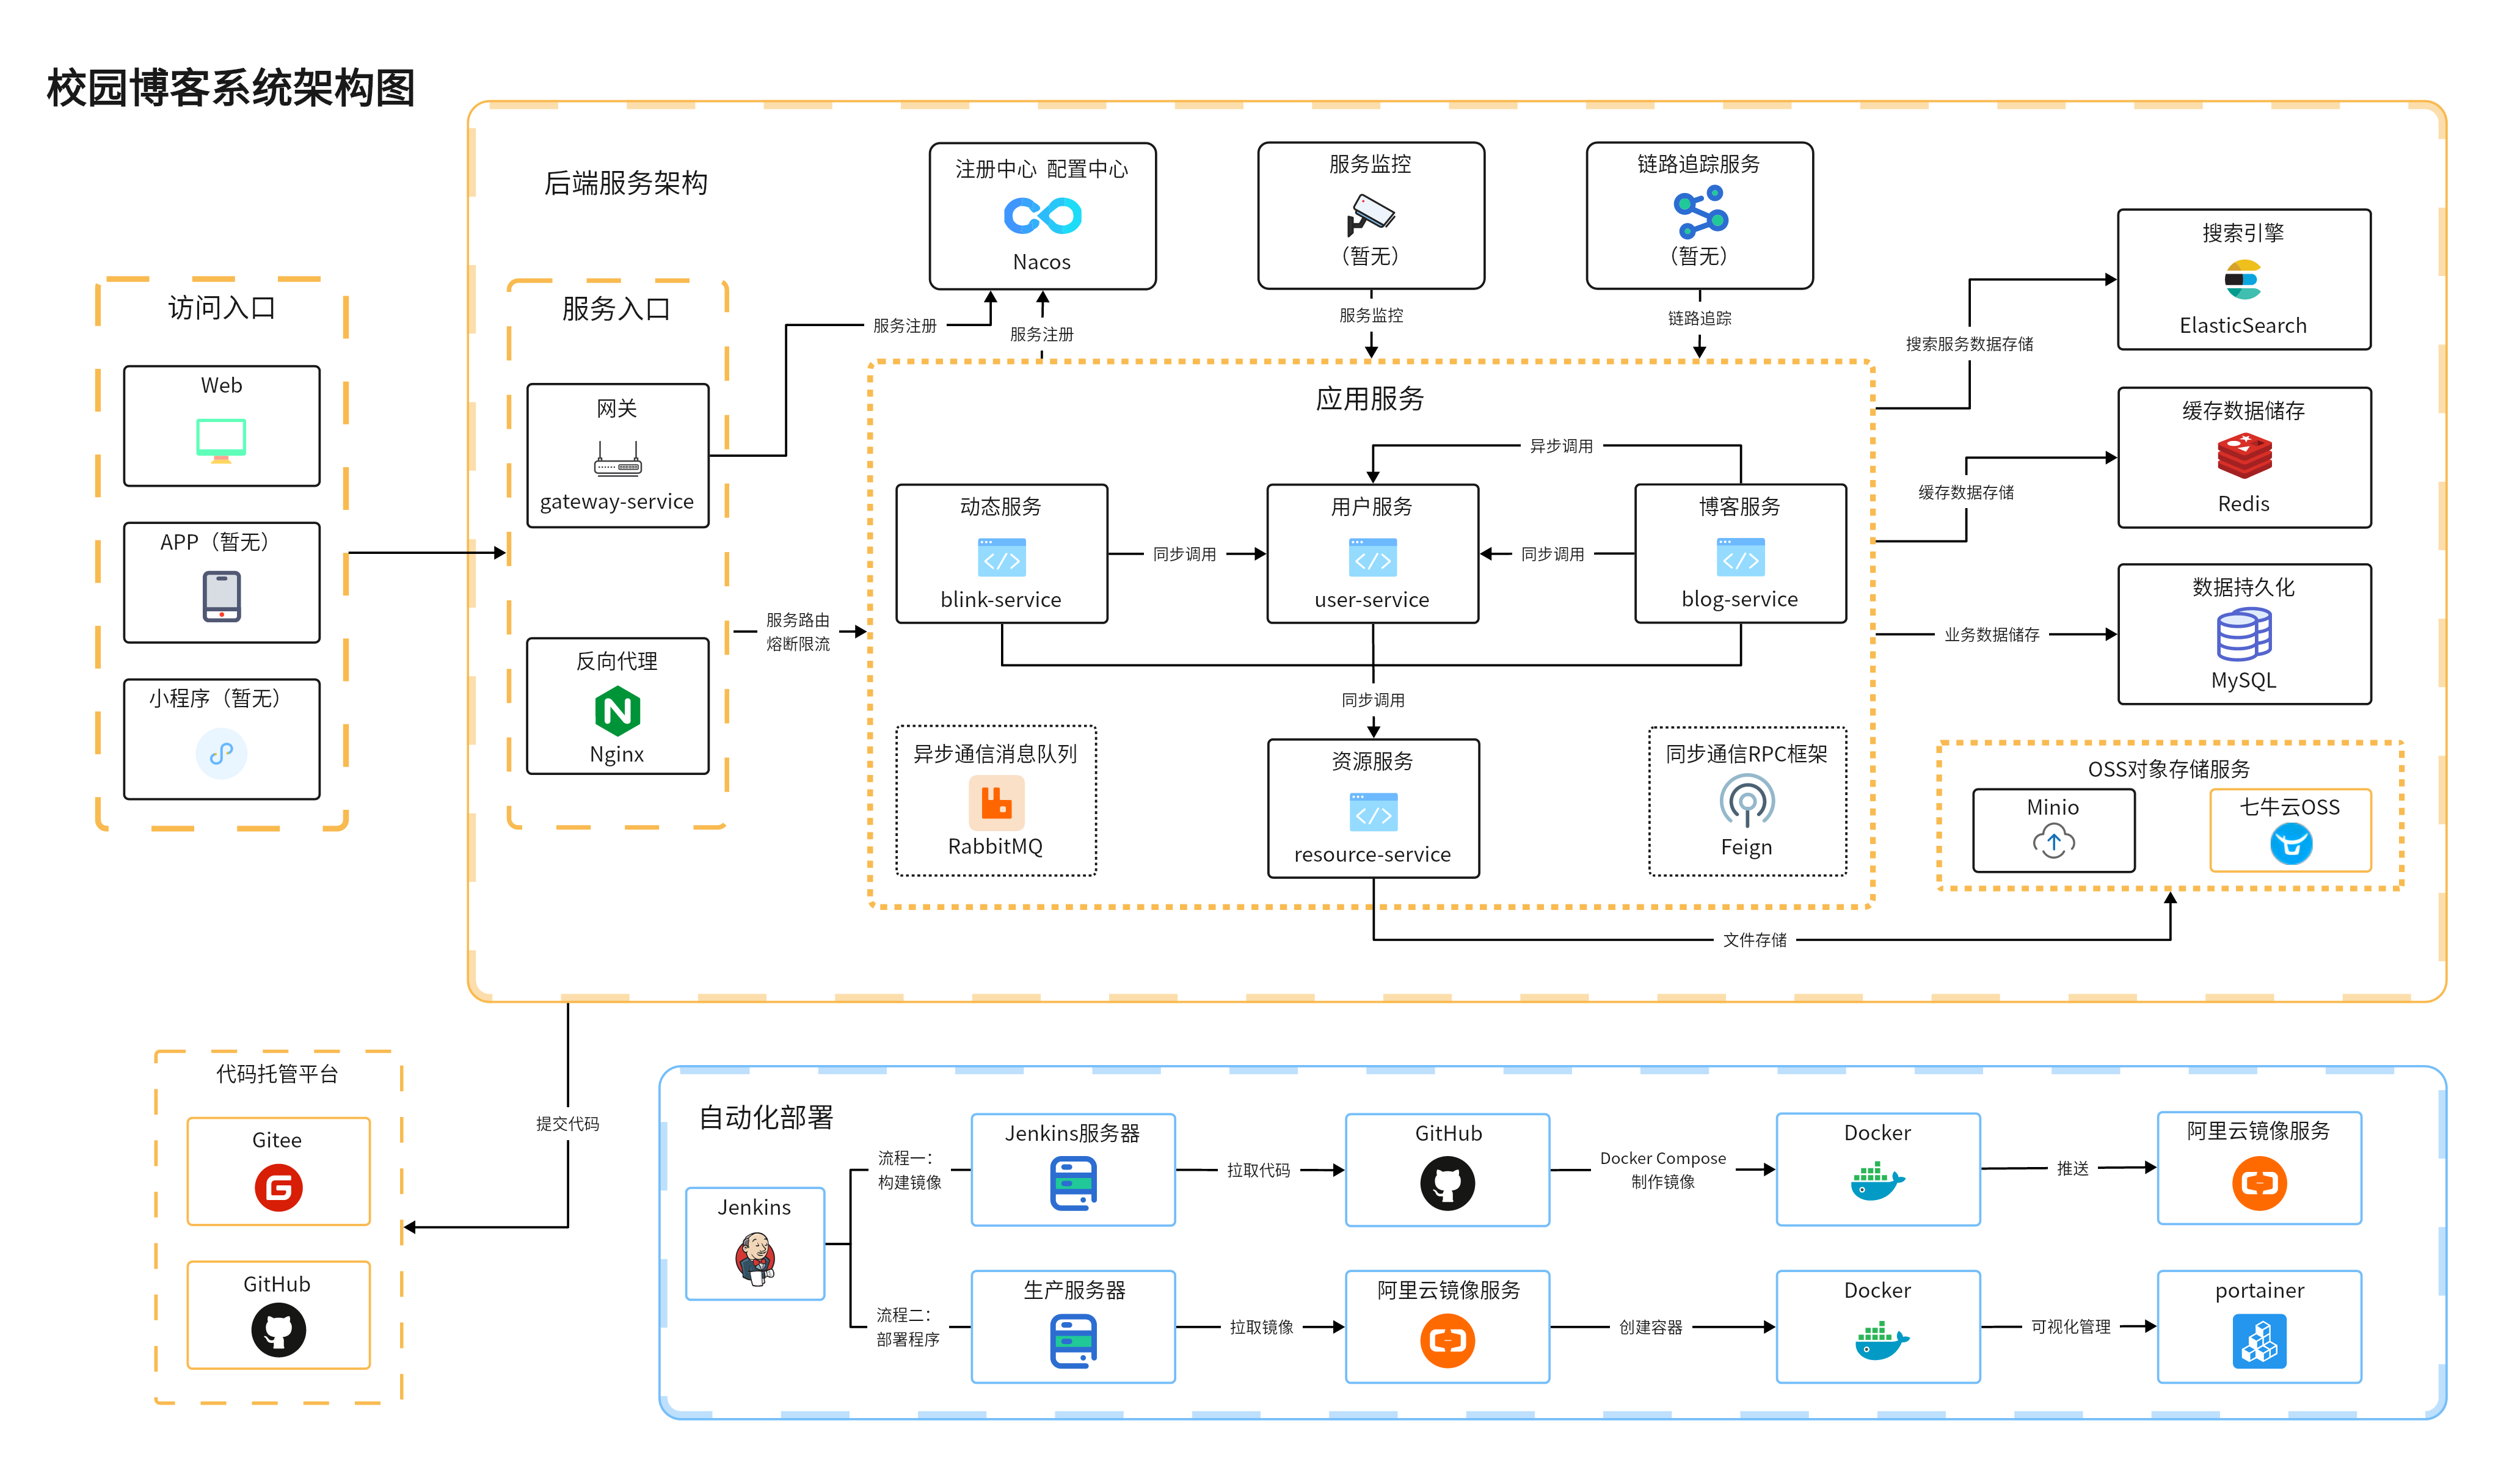 校园博客系统架构图
后端服务架构
访问入口
Web
APP（暂无）
小程序（暂无）
服务入口
网关
gateway-service
反向代理
Nginx
注册中心 配置中心
Nacos
服务监控
（暂无）
链路追踪服务
（暂无）
服务注册
服务注册
服务监控
链路追踪
服务路由
熔断限流
应用服务
异步调用
动态服务
blink-service
同步调用
用户服务
user-service
同步调用
博客服务
blog-service
同步调用
异步通信消息队列
RabbitMQ
资源服务
resource-service
同步通信RPC框架
Feign
搜索服务数据存储
缓存数据存储
业务数据储存
文件存储
搜索引擎
ElasticSearch
缓存数据储存
Redis
数据持久化
MySQL
OSS对象存储服务
Minio
七牛云OSS
提交代码
代码托管平台
Gitee
GitHub
自动化部署
Jenkins
流程一：
构建镜像
Jenkins服务器
拉取代码
GitHub
Docker Compose
制作镜像
Docker
推送
阿里云镜像服务
流程二：
部署程序
生产服务器
拉取镜像
阿里云镜像服务
创建容器
Docker
可视化管理
portainer